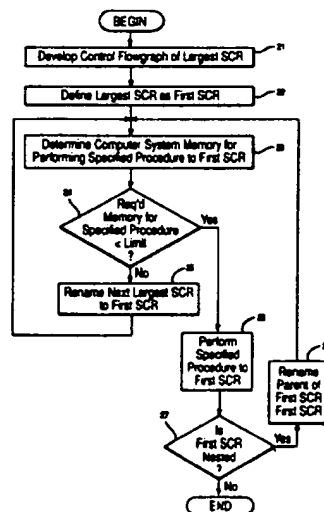 BEGIN
21
Develop Control Flowgraph of Largest SCR
22
Define Largest SCR as First SCR
23
Determine Computer System Memory for
Performing Specified Procedure to First SCR
24
Req'd
Memory for
Specified Procedure
< Limit
?
Yes
No
Rename Next Largest SCR
to First SCR
Perform
Specified
Procedure to
First SCR
Rename
Parent of
First SCR
First SCR
27
Is
First SCR
Nested
?
Yes
No
END